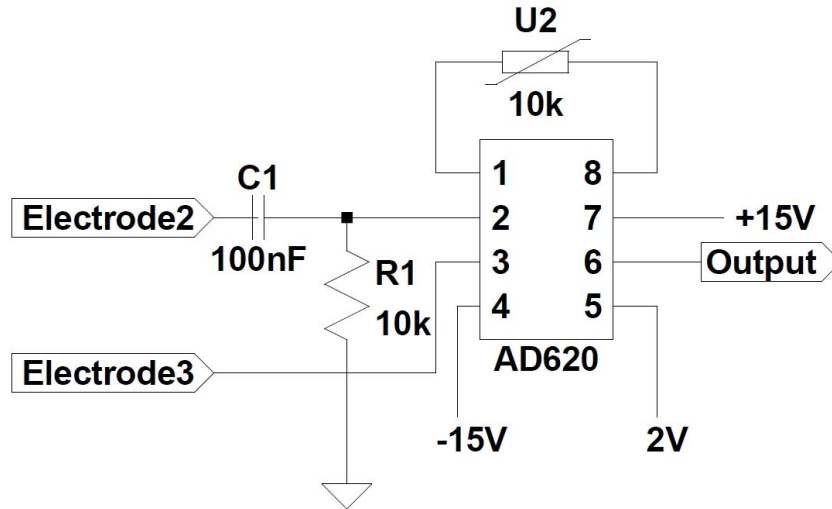 U2
10k
C1
1 8
Electrode2
2 7
+15V
100nF
R1
3 6
Output
10k
4 5
Electrode3
AD620
-15V
2V